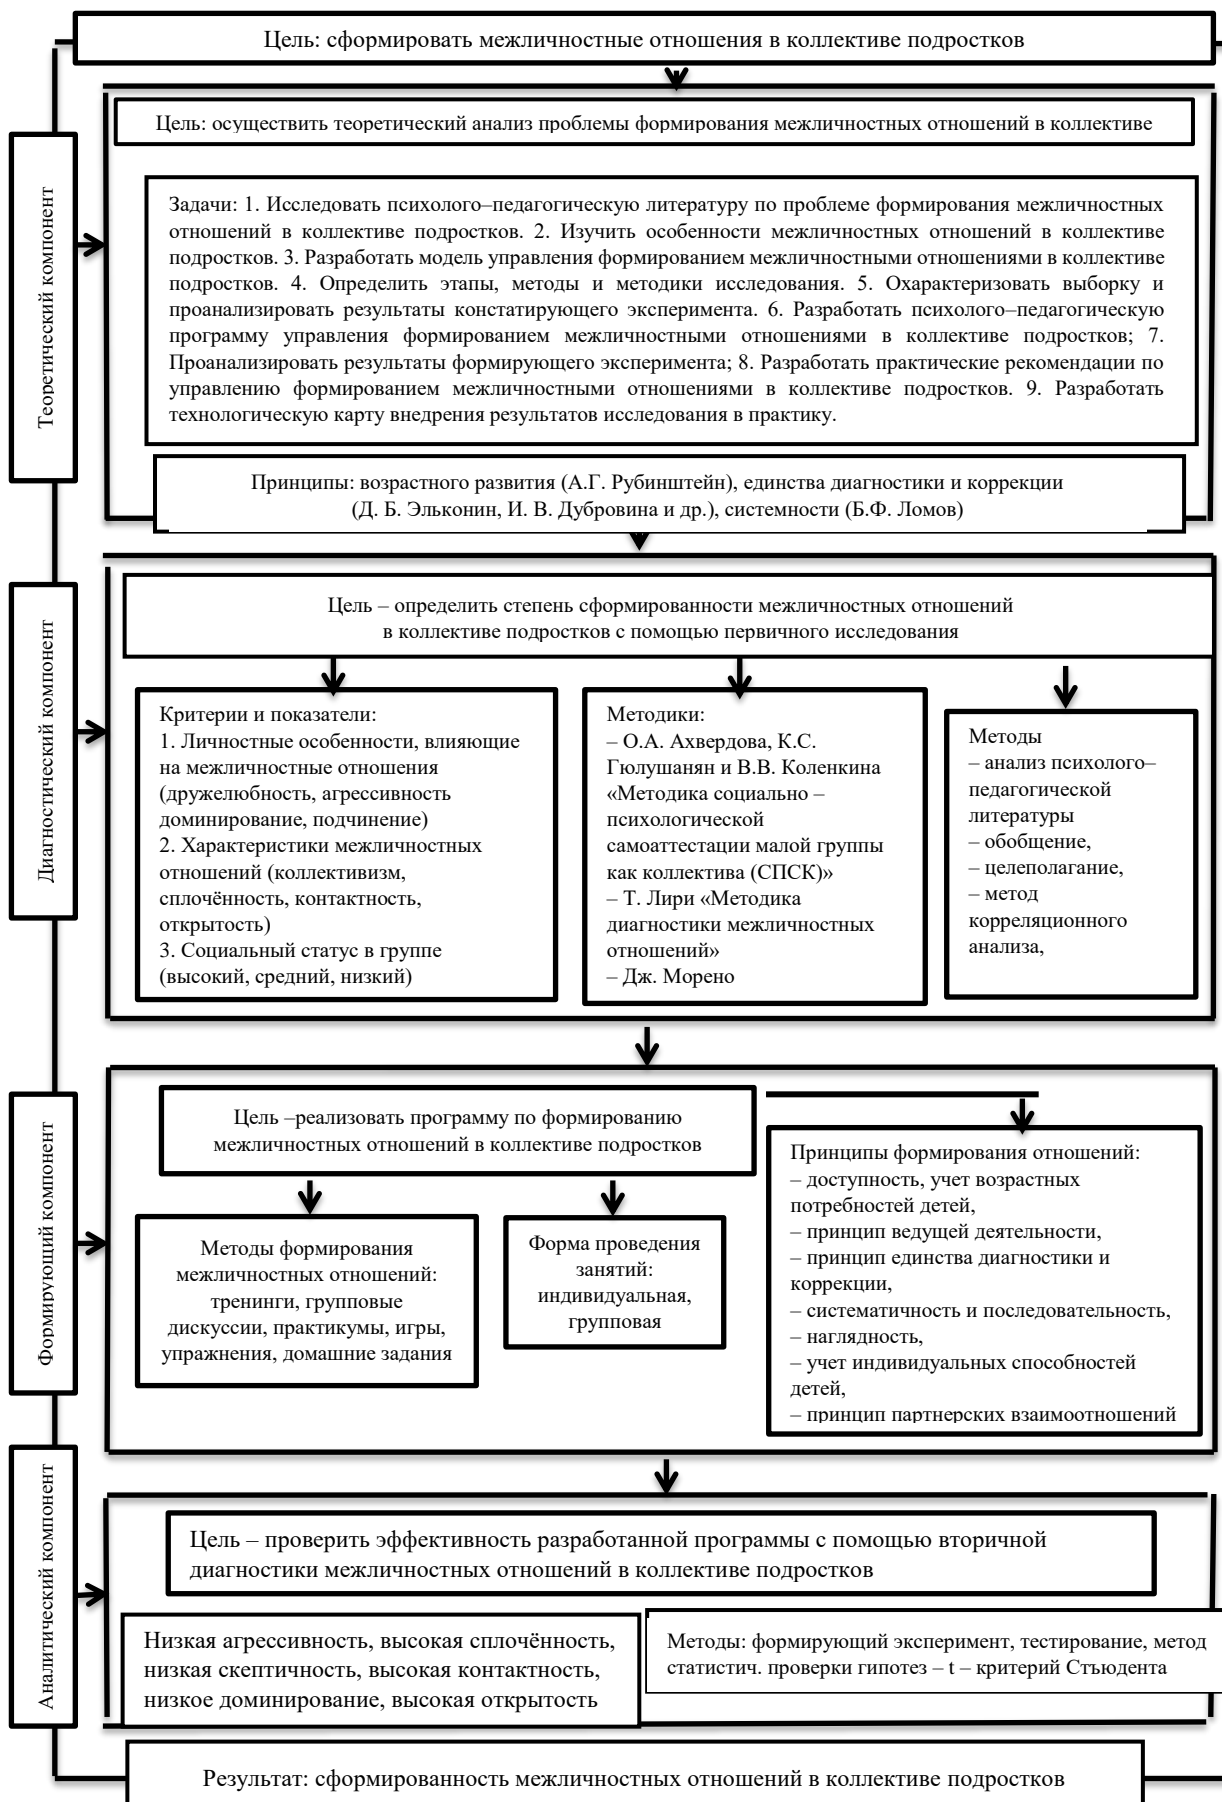 Цель: сформировать межличностные отношения в коллективе подростков
Теоретический компонент
Цель: осуществить теоретический анализ проблемы формирования межличностных отношений в коллективе
Задачи: 1. Исследовать психолого–педагогическую литературу по проблеме формирования межличностных
отношений в коллективе подростков. 2. Изучить особенности межличностных отношений в коллективе
подростков. 3. Разработать модель управления формированием межличностными отношениями в коллективе
подростков. 4. Определить этапы, методы и методики исследования. 5. Охарактеризовать выборку и
проанализировать результаты констатирующего эксперимента. 6. Разработать психолого–педагогическую
программу управления формированием межличностными отношениями в коллективе подростков; 7.
Проанализировать результаты формирующего эксперимента; 8. Разработать практические рекомендации по
управлению формированием межличностными отношениями в коллективе подростков. 9. Разработать
технологическую карту внедрения результатов исследования в практику.
Принципы: возрастного развития (А.Г. Рубинштейн), единства диагностики и коррекции
(Д. Б. Эльконин, И. В. Дубровина и др.), системности (Б.Ф. Ломов)
Диагностический компонент
Цель – определить степень сформированности межличностных отношений
в коллективе подростков с помощью первичного исследования
Критерии и показатели:
1. Личностные особенности, влияющие
на межличностные отношения
(дружелюбность, агрессивность
доминирование, подчинение)
2. Характеристики межличностных
отношений (коллективизм,
сплочённость, контактность,
открытость)
3. Социальный статус в группе
(высокий, средний, низкий)
Методики:
– О.А. Ахвердова, К.С.
Гюлушанян и В.В. Коленкина
«Методика социально –
психологической
самоаттестации малой группы
как коллектива (СПСК)»
– Т. Лири «Методика
диагностики межличностных
отношений»
– Дж. Морено
Методы
– анализ психолого–
педагогической
литературы
– обобщение,
– целеполагание,
– метод
корреляционного
анализа,
Формирующий компонент
Цель –реализовать программу по формированию
межличностных отношений в коллективе подростков
Методы формирования
межличностных отношений:
тренинги, групповые
дискуссии, практикумы, игры,
упражнения, домашние задания
Форма проведения
занятий:
индивидуальная,
групповая
Принципы формирования отношений:
– доступность, учет возрастных
потребностей детей,
– принцип ведущей деятельности,
– принцип единства диагностики и
коррекции,
– систематичность и последовательность,
– наглядность,
– учет индивидуальных способностей
детей,
– принцип партнерских взаимоотношений
Аналитический компонент
Цель – проверить эффективность разработанной программы с помощью вторичной
диагностики межличностных отношений в коллективе подростков
Низкая агрессивность, высокая сплочённость,
низкая скептичность, высокая контактность,
низкое доминирование, высокая открытость
Методы: формирующий эксперимент, тестирование, метод
статистич. проверки гипотез – t – критерий Стъюдента
Результат: сформированность межличностных отношений в коллективе подростков